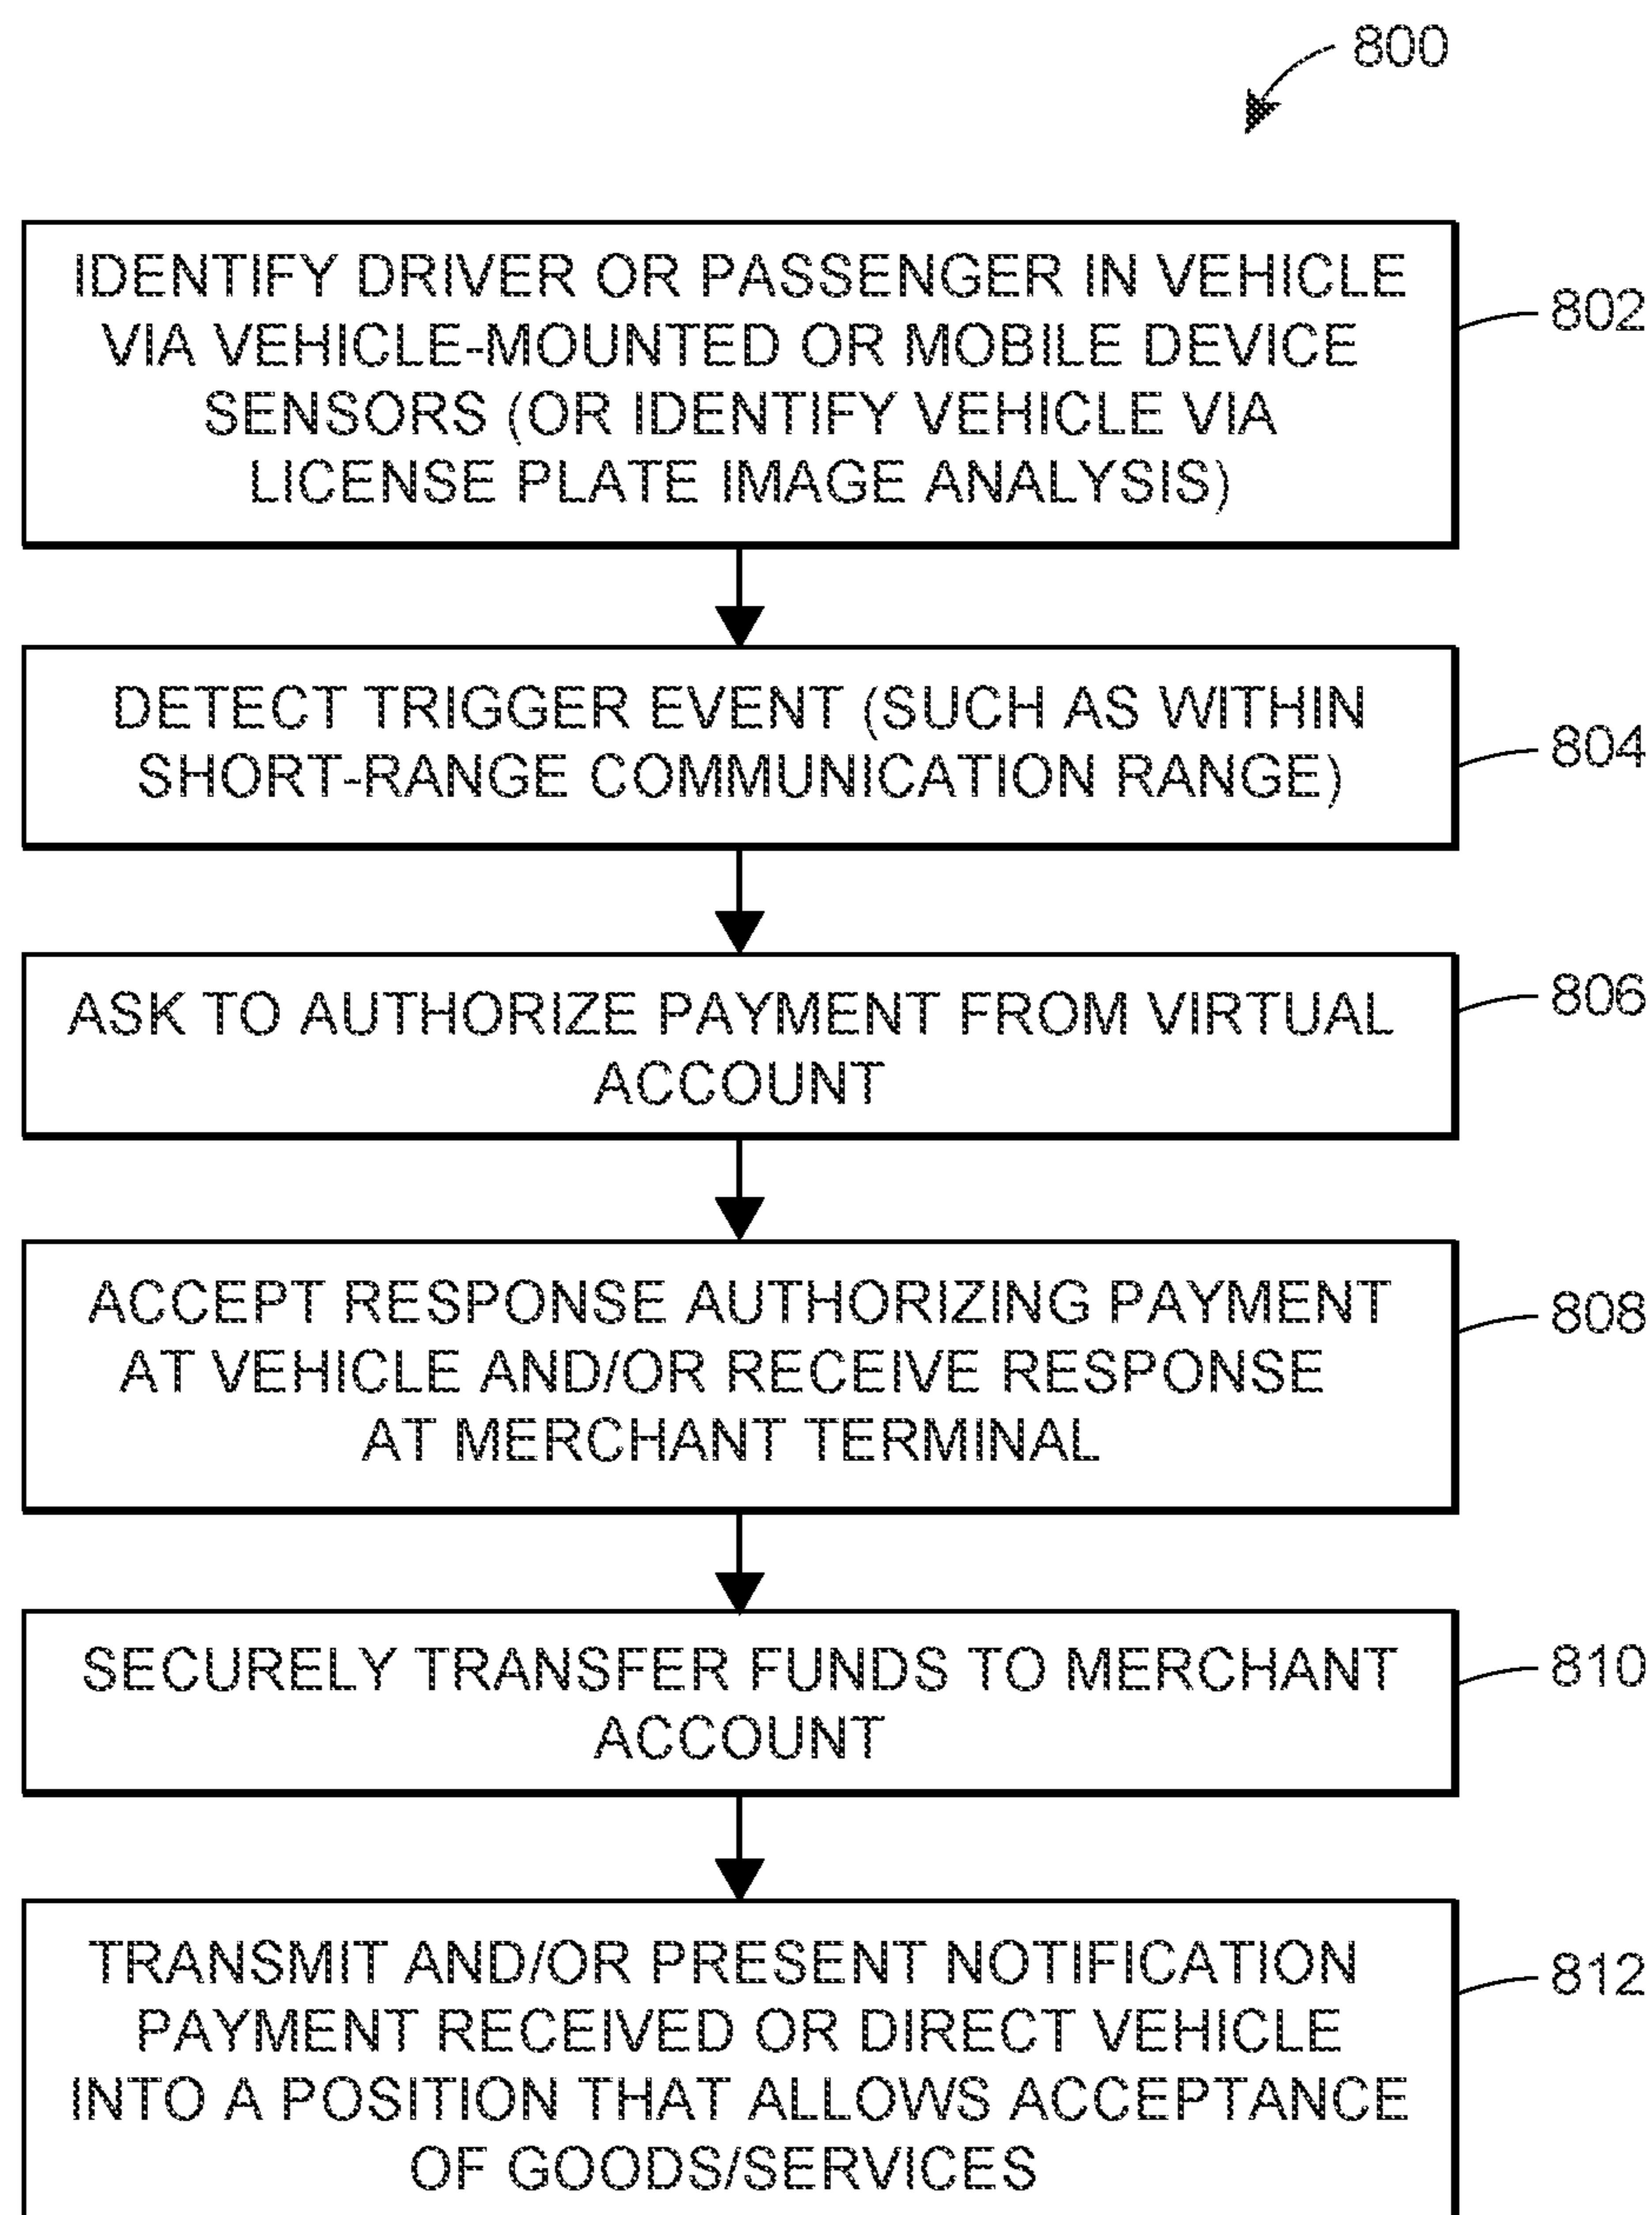 800
IDENTIFY DRIVER OR PASSENGER IN VEHICLE
VIA VEHICLE-MOUNTED OR MOBILE DEVICE
SENSORS (OR IDENTIFY VEHICLE VIA
LICENSE PLATE IMAGE ANALYSIS)
802
DETECT TRIGGER EVENT (SUCH AS WITHIN
SHORT-RANGE COMMUNICATION RANGE)
804
ASK TO AUTHORIZE PAYMENT FROM VIRTUAL
ACCOUNT
806
ACCEPT RESPONSE AUTHORIZING PAYMENT
AT VEHICLE AND/OR RECEIVE RESPONSE
AT MERCHANT TERMINAL
808
SECURELY TRANSFER FUNDS TO MERCHANT
ACCOUNT
810
TRANSMIT AND/OR PRESENT NOTIFICATION
PAYMENT RECEIVED OR DIRECT VEHICLE
INTO A POSITION THAT ALLOWS ACCEPTANCE
OF GOODS/SERVICES
812